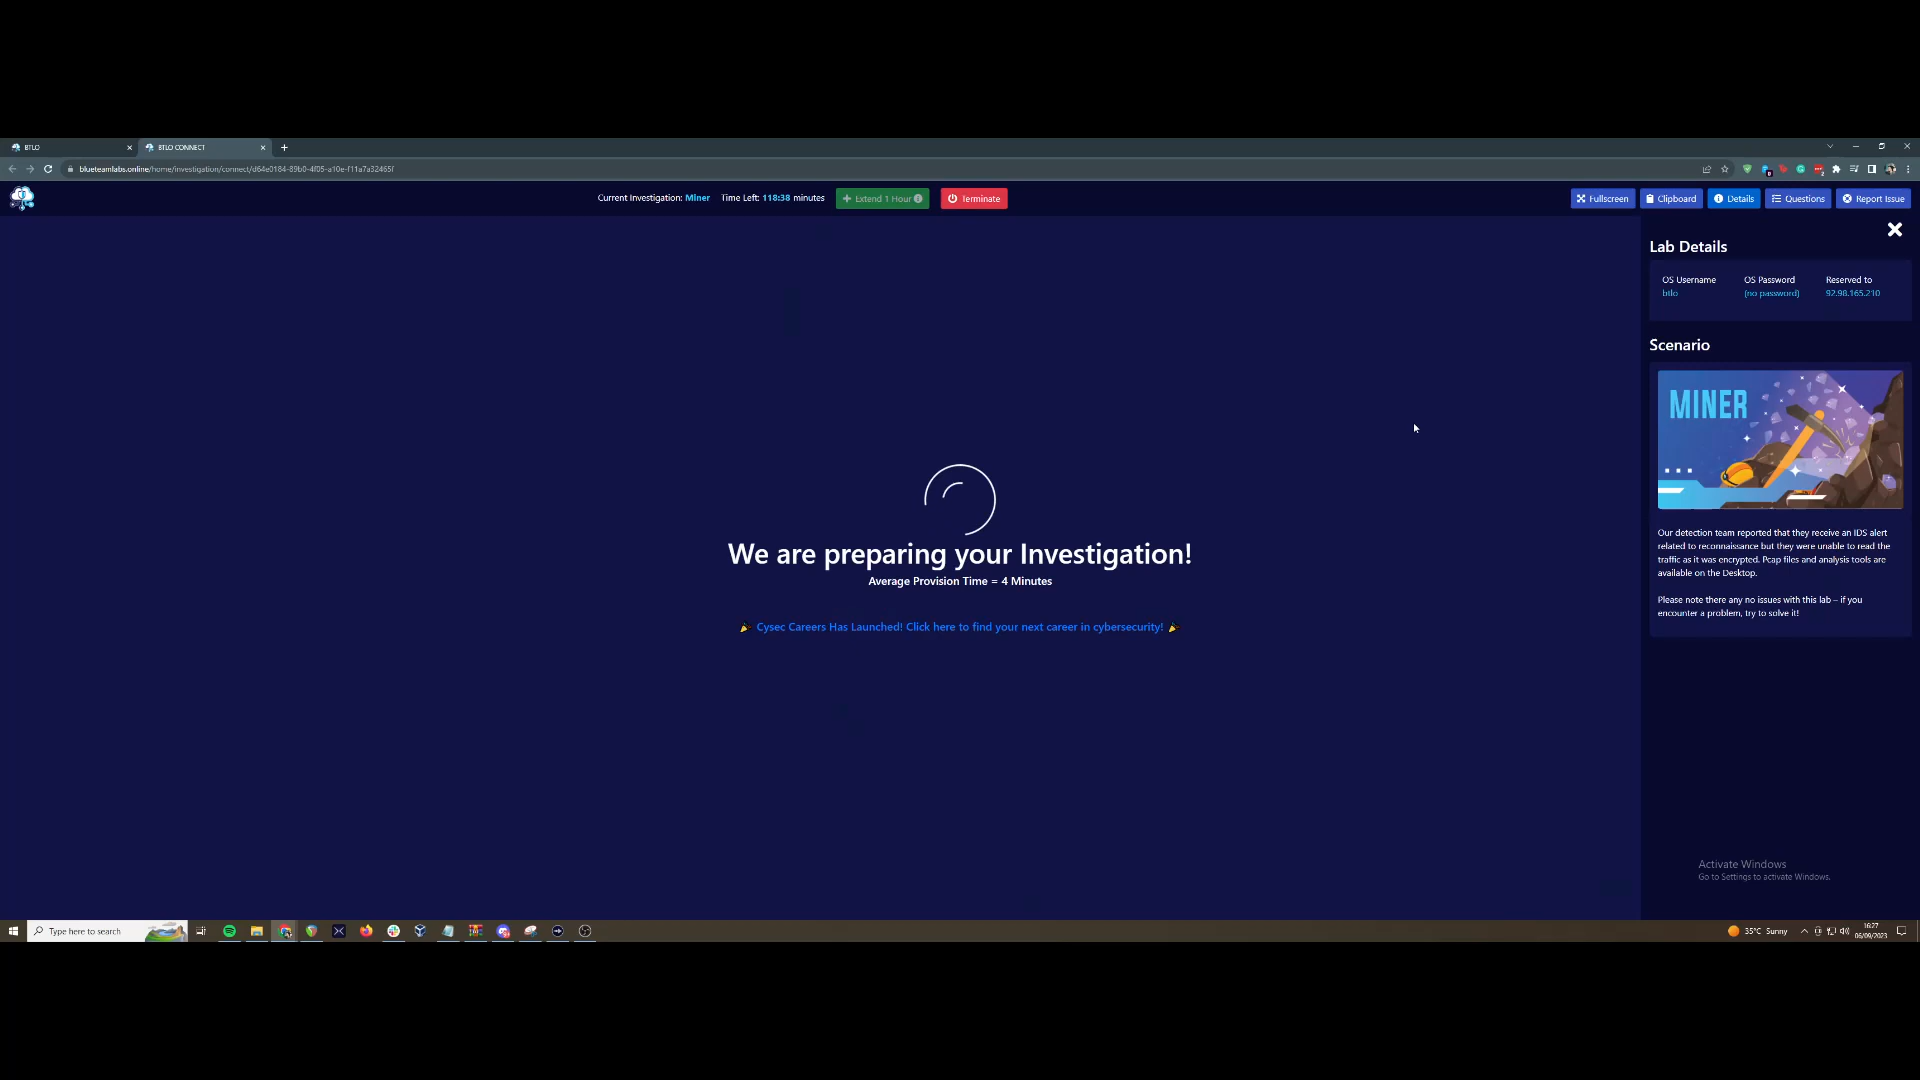 BTLO
BTLO CONNECT
blueteamlabs.online/home/investigation/connect/d64e0184-89b0-4f05-a10e-f11a7a32465f
Current Investigation: Miner Time Left: 118:38 minutes Extend 1 Hour Terminate
Fullscreen Clipboard Details Questions Report Issue
Lab Details
OS Username OS Password Reserved to
btlo (no password) 92.98.165.210
Scenario
MINER
Our detection team reported that they receive an IDS alert
related to reconnaissance but they were unable to read the
traffic as it was encrypted. Pcap files and analysis tools are
available on the Desktop.
Please note there any no issues with this lab – if you
encounter a problem, try to solve it!
We are preparing your Investigation!
Average Provision Time = 4 Minutes
Cysec Careers Has Launched! Click here to find your next career in cybersecurity!
Activate Windows
Go to Settings to activate Windows.
Type here to search
35°C Sunny
16:27
06/09/2023